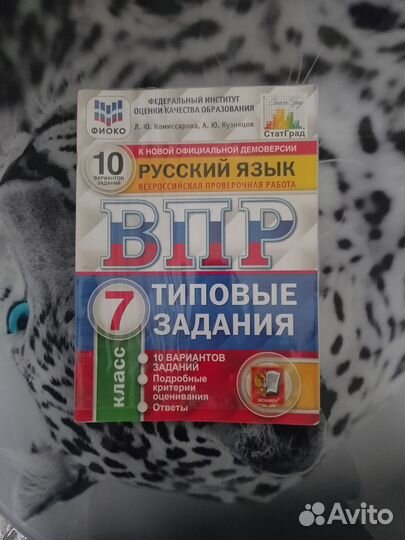 ФИОКО
ФЕДЕРАЛЬНЫЙ ИНСТИТУТ
ОЦЕНКИ КАЧЕСТВА ОБРАЗОВАНИЯ
Л. Ю. Комиссарова, А. Ю. Кузнецов
СтатГрад
К НОВОЙ ОФИЦИАЛЬНОЙ ДЕМОВЕРСИИ
10
ВАРИАНТОВ
ЗАДАНИЙ
РУССКИЙ ЯЗЫК
ВСЕРОССИЙСКАЯ ПРОВЕРОЧНАЯ РАБОТА
ВПР
7
класс
ТИПОВЫЕ
ЗАДАНИЯ
10 ВАРИАНТОВ
ЗАДАНИЙ
Подробные
критерии
оценивания
Ответы
ЭКЗАМЕН
Avito